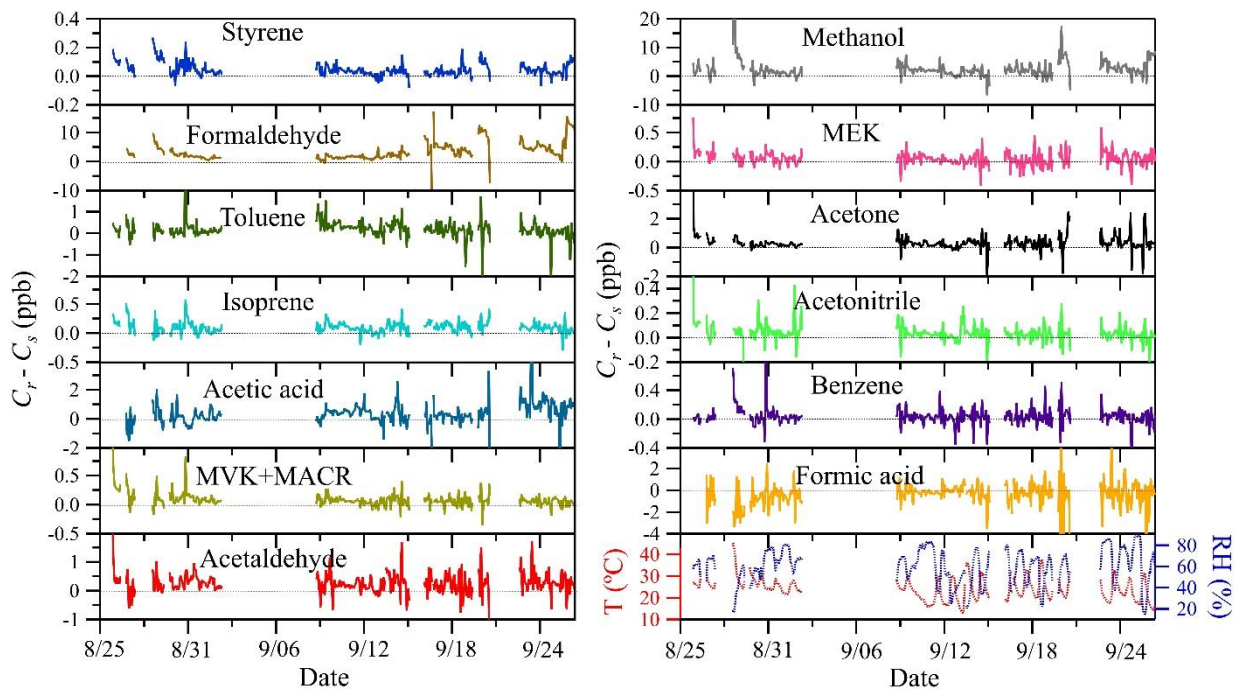 0.4
Styrene
0.2
0.0
-0.2
Formaldehyde
10
0
-10
Toluene
1
0
-1
-2
Isoprene
0.5
0.0
-0.5
Acetic acid
2
0
-2
MVK+MACR
0.5
0.0
-0.5
Acetaldehyde
1
0
-1
Cr - Cs (ppb)
8/25 8/31 9/06 9/12 9/18 9/24
Date
20
Methanol
10
0
-10
MEK
0.5
0.0
-0.5
Acetone
2
0
-2
Acetonitrile
0.4
0.2
0.0
-0.2
Benzene
0.4
0.0
-0.4
Formic acid
2
0
-2
-4
Cr - Cs (ppb)
40
30
20
10
T (ºC)
80
60
40
20
RH (%)
8/25 8/31 9/06 9/12 9/18 9/24
Date